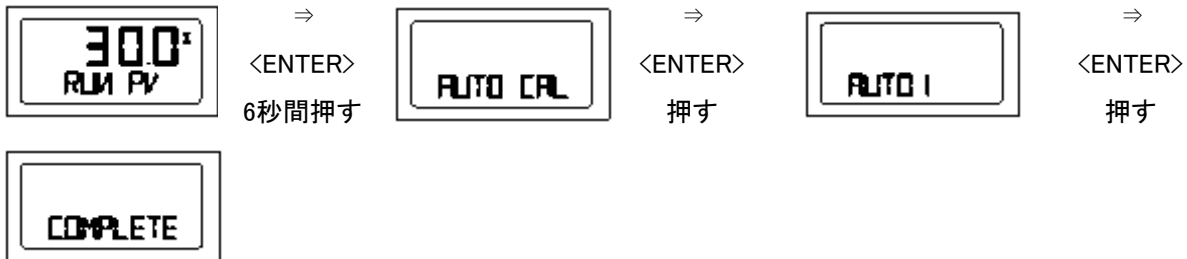 30.0%
RUN PV
⇒
<ENTER>
6秒間押す
AUTO CAL
⇒
<ENTER>
押す
AUTO 1
⇒
<ENTER>
押す
COMPLETE